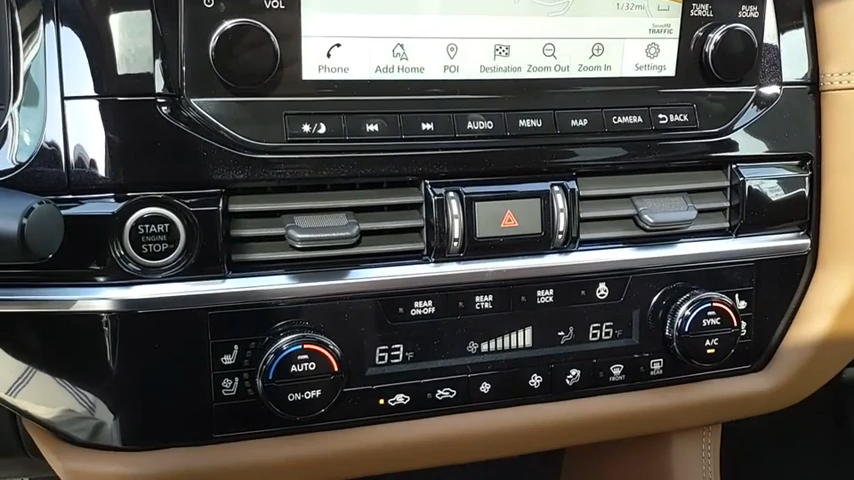 VOL
1/32mi
SiriusXM
TRAFFIC
TUNE·
SCROLL
PUSH
SOUND
Phone
Add Home
POI
Destination
Zoom Out
Zoom In
Settings
AUDIO
MENU
MAP
CAMERA
BACK
START
ENGINE
STOP
REAR
ON·OFF
REAR
CTRL
REAR
LOCK
63°F
66°F
SYNC
A/C
AUTO
ON·OFF
FRONT
REAR